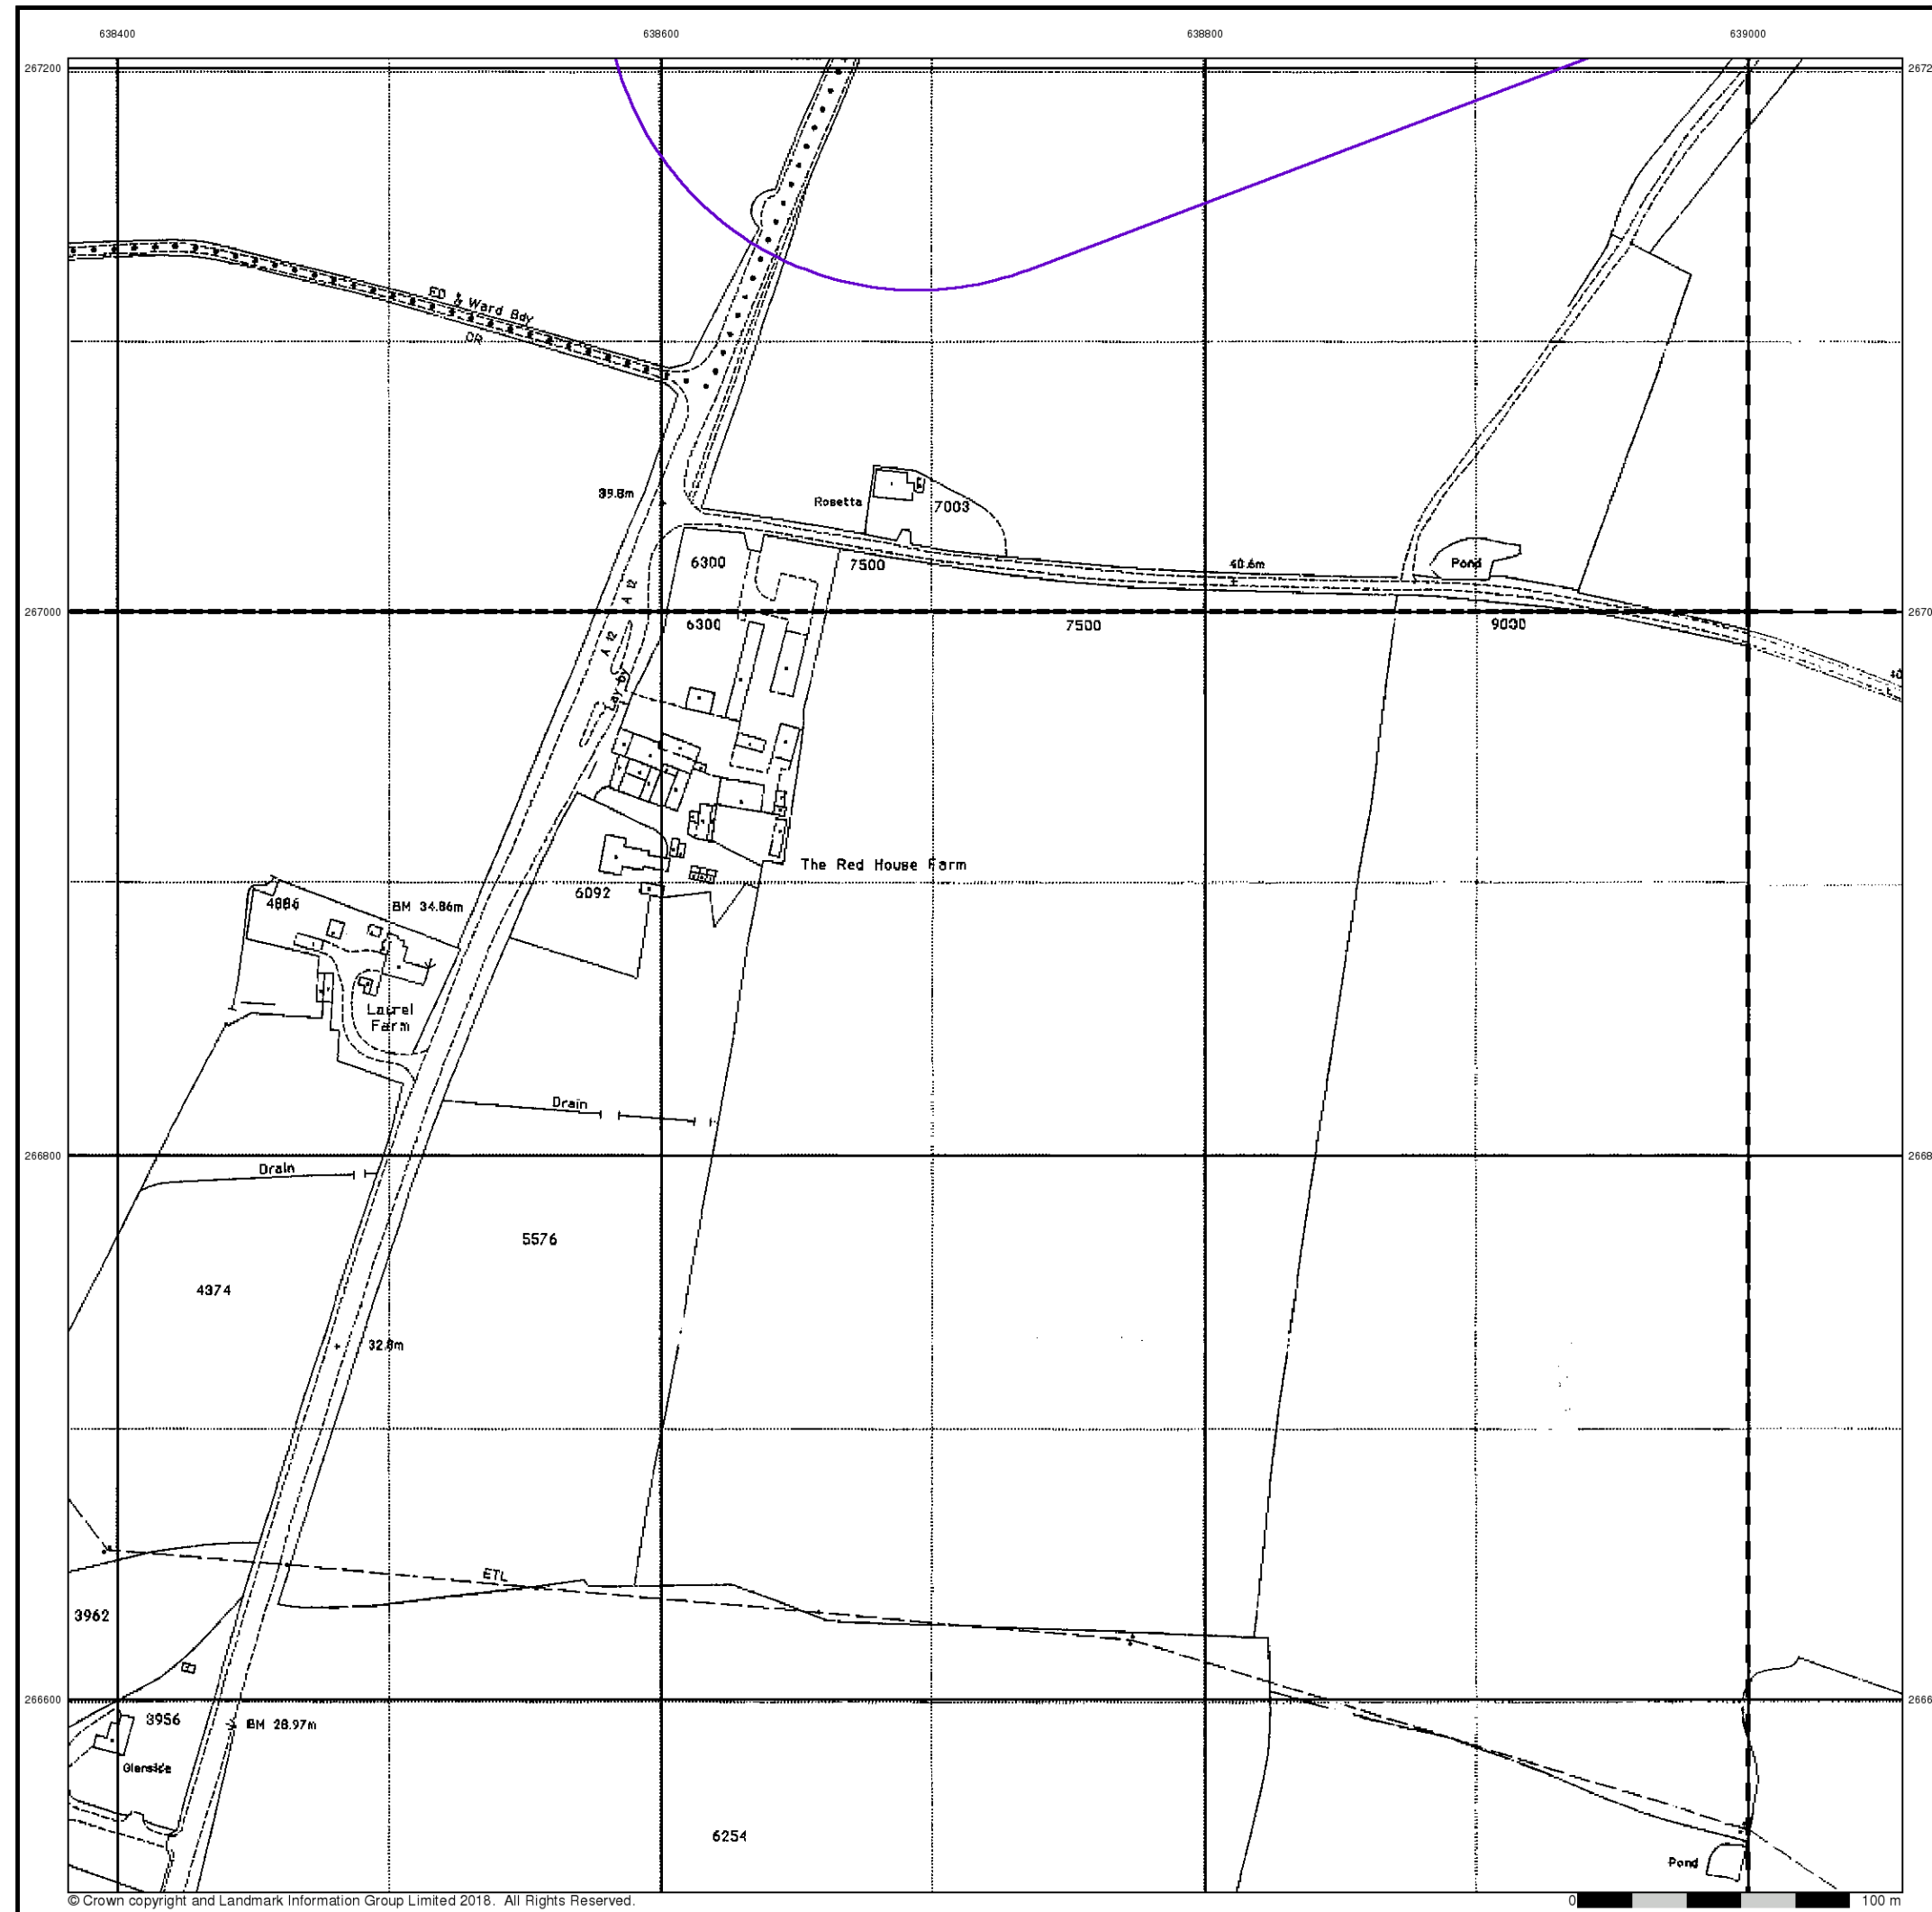 638400 638600 638800 639000
267200
ED & Ward Bdy
CR
39.8m
Rosetta
7003
6300
7500
40.6m
Pond
A 12
267000
6300
7500
9000
A 12
Lay-by
The Red House Farm
6092
4886
BM 34.86m
Laurel
Farm
Drain
266800
Drain
5576
4374
32.8m
ETL
3962
266600
3956
BM 28.97m
Glenside
6254
Pond
© Crown copyright and Landmark Information Group Limited 2018. All Rights Reserved.
0 100 m